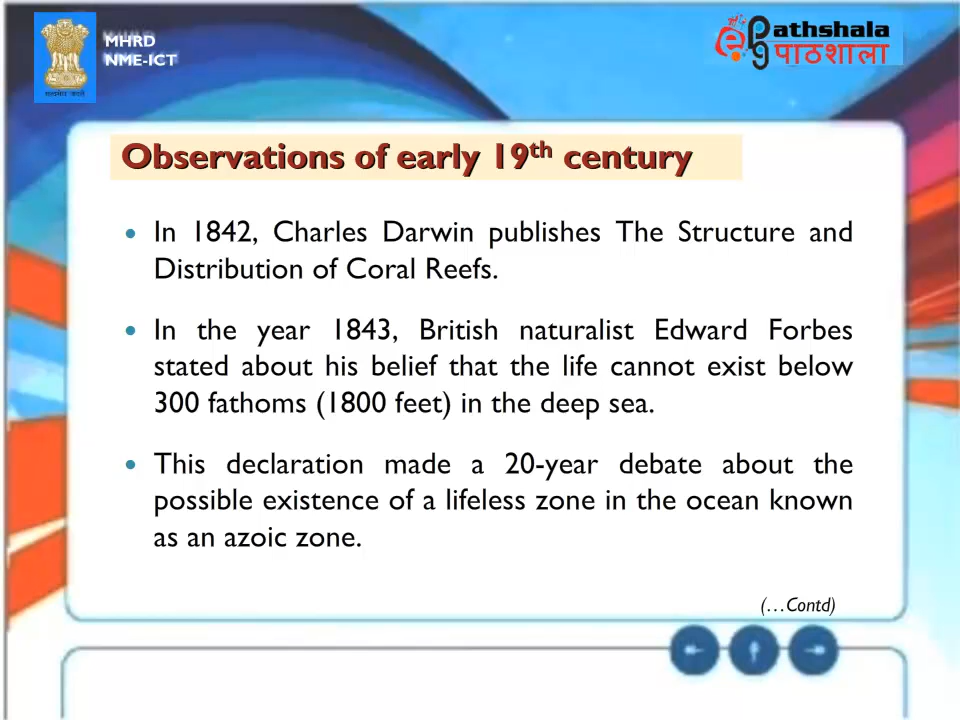 MHRD
NME-ICT
ePathshala
पाठशाला
Observations of early 19th century
• In 1842, Charles Darwin publishes The Structure and
Distribution of Coral Reefs.
• In the year 1843, British naturalist Edward Forbes
stated about his belief that the life cannot exist below
300 fathoms (1800 feet) in the deep sea.
• This declaration made a 20-year debate about the
possible existence of a lifeless zone in the ocean known
as an azoic zone.
(...Contd)